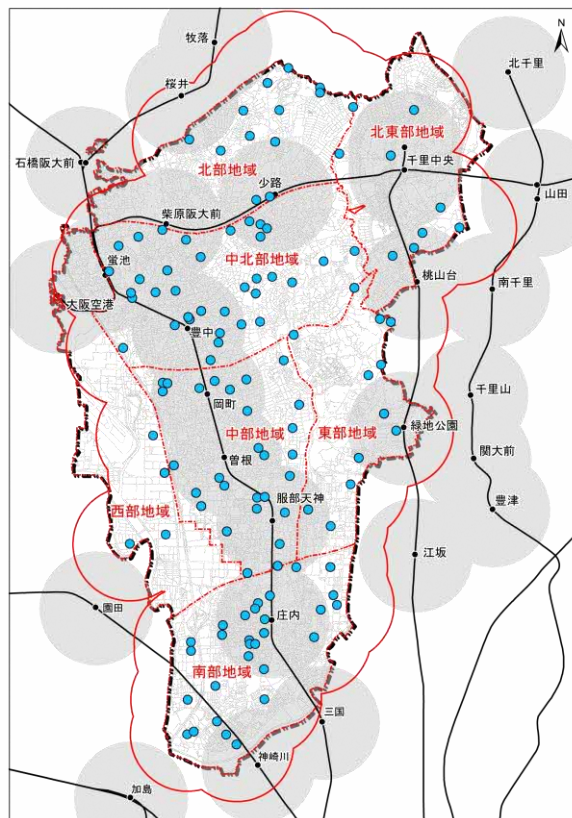 N
牧落
北千里
桜井
北東部地域
石橋阪大前
北部地域
千里中央
少路
山田
柴原阪大前
中北部地域
蛍池
桃山台
南千里
大阪空港
豊中
岡町
千里山
中部地域
東部地域
緑地公園
曽根
関大前
西部地域
服部天神
豊津
江坂
園田
庄内
南部地域
三国
神崎川
加島